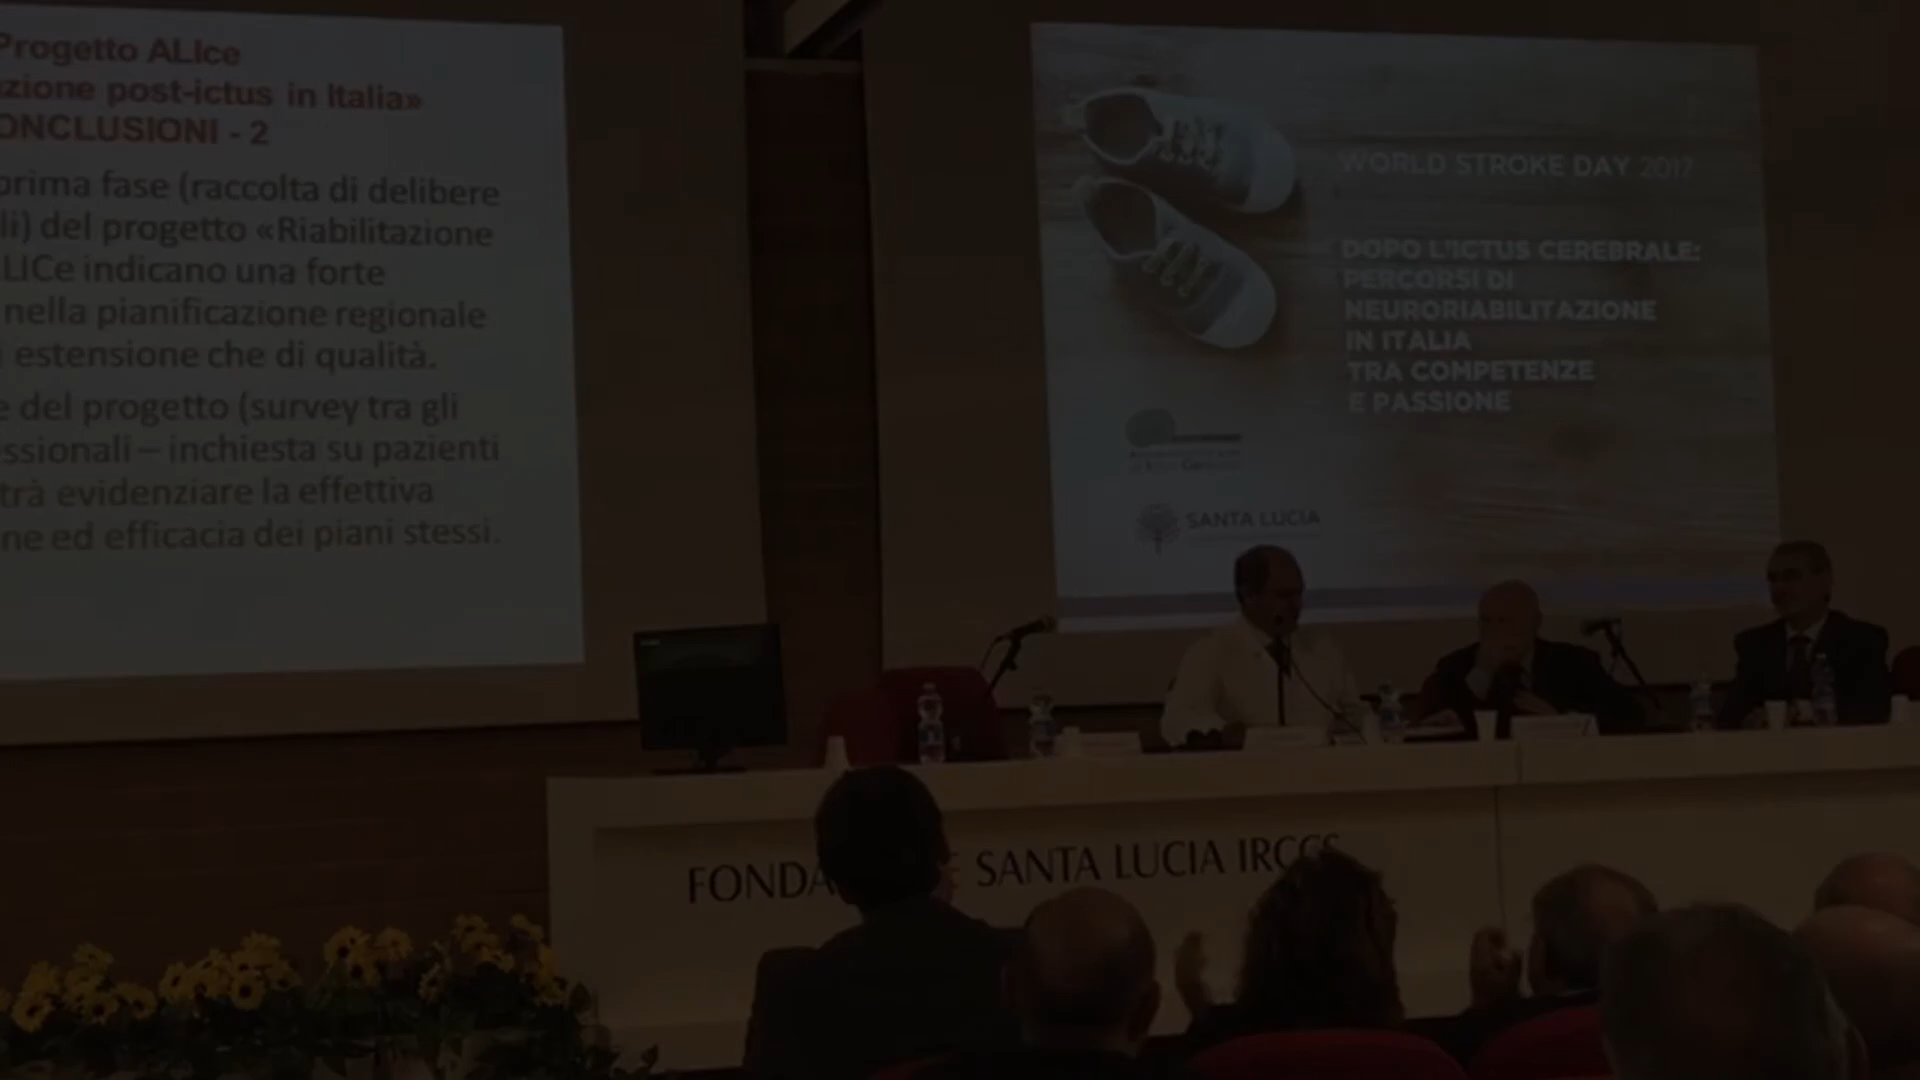 Progetto ALIce
zione post-ictus in Italia»
ONCLUSIONI - 2
prima fase (raccolta di delibere
li) del progetto «Riabilitazione
LICe indicano una forte
nella pianificazione regionale
estensione che di qualità.
e del progetto (survey tra gli
ssionali – inchiesta su pazienti
trà evidenziare la effettiva
ne ed efficacia dei piani stessi.
WORLD STROKE DAY 2017
DOPO L'ICTUS CEREBRALE:
PERCORSI DI
NEURORIABILITAZIONE
IN ITALIA
TRA COMPETENZE
E PASSIONE
SANTA LUCIA
FONDA E SANTA LUCIA IRCCS